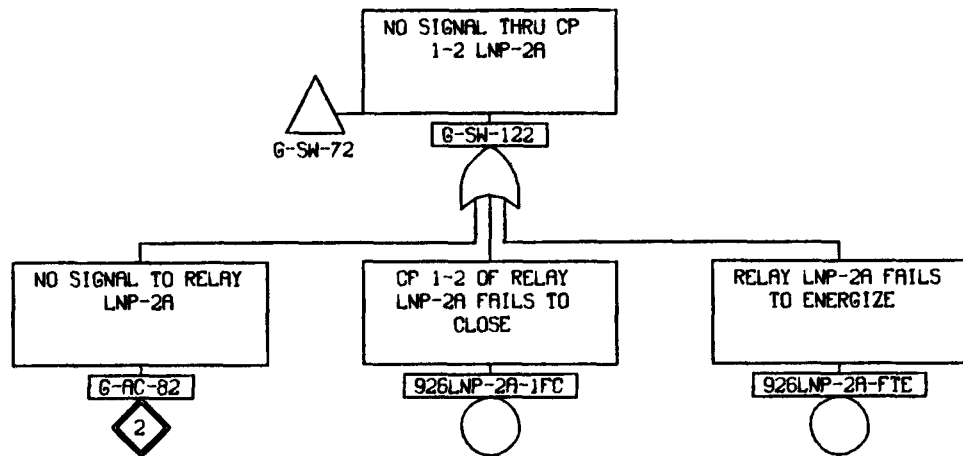 NO SIGNAL THRU CP
1-2 LNP-2A
G-SW-72
G-SW-122
NO SIGNAL TO RELAY
LNP-2A
CP 1-2 OF RELAY
LNP-2A FAILS TO
CLOSE
RELAY LNP-2A FAILS
TO ENERGIZE
G-AC-82
926LNP-2A-1FC
926LNP-2A-FTE
2